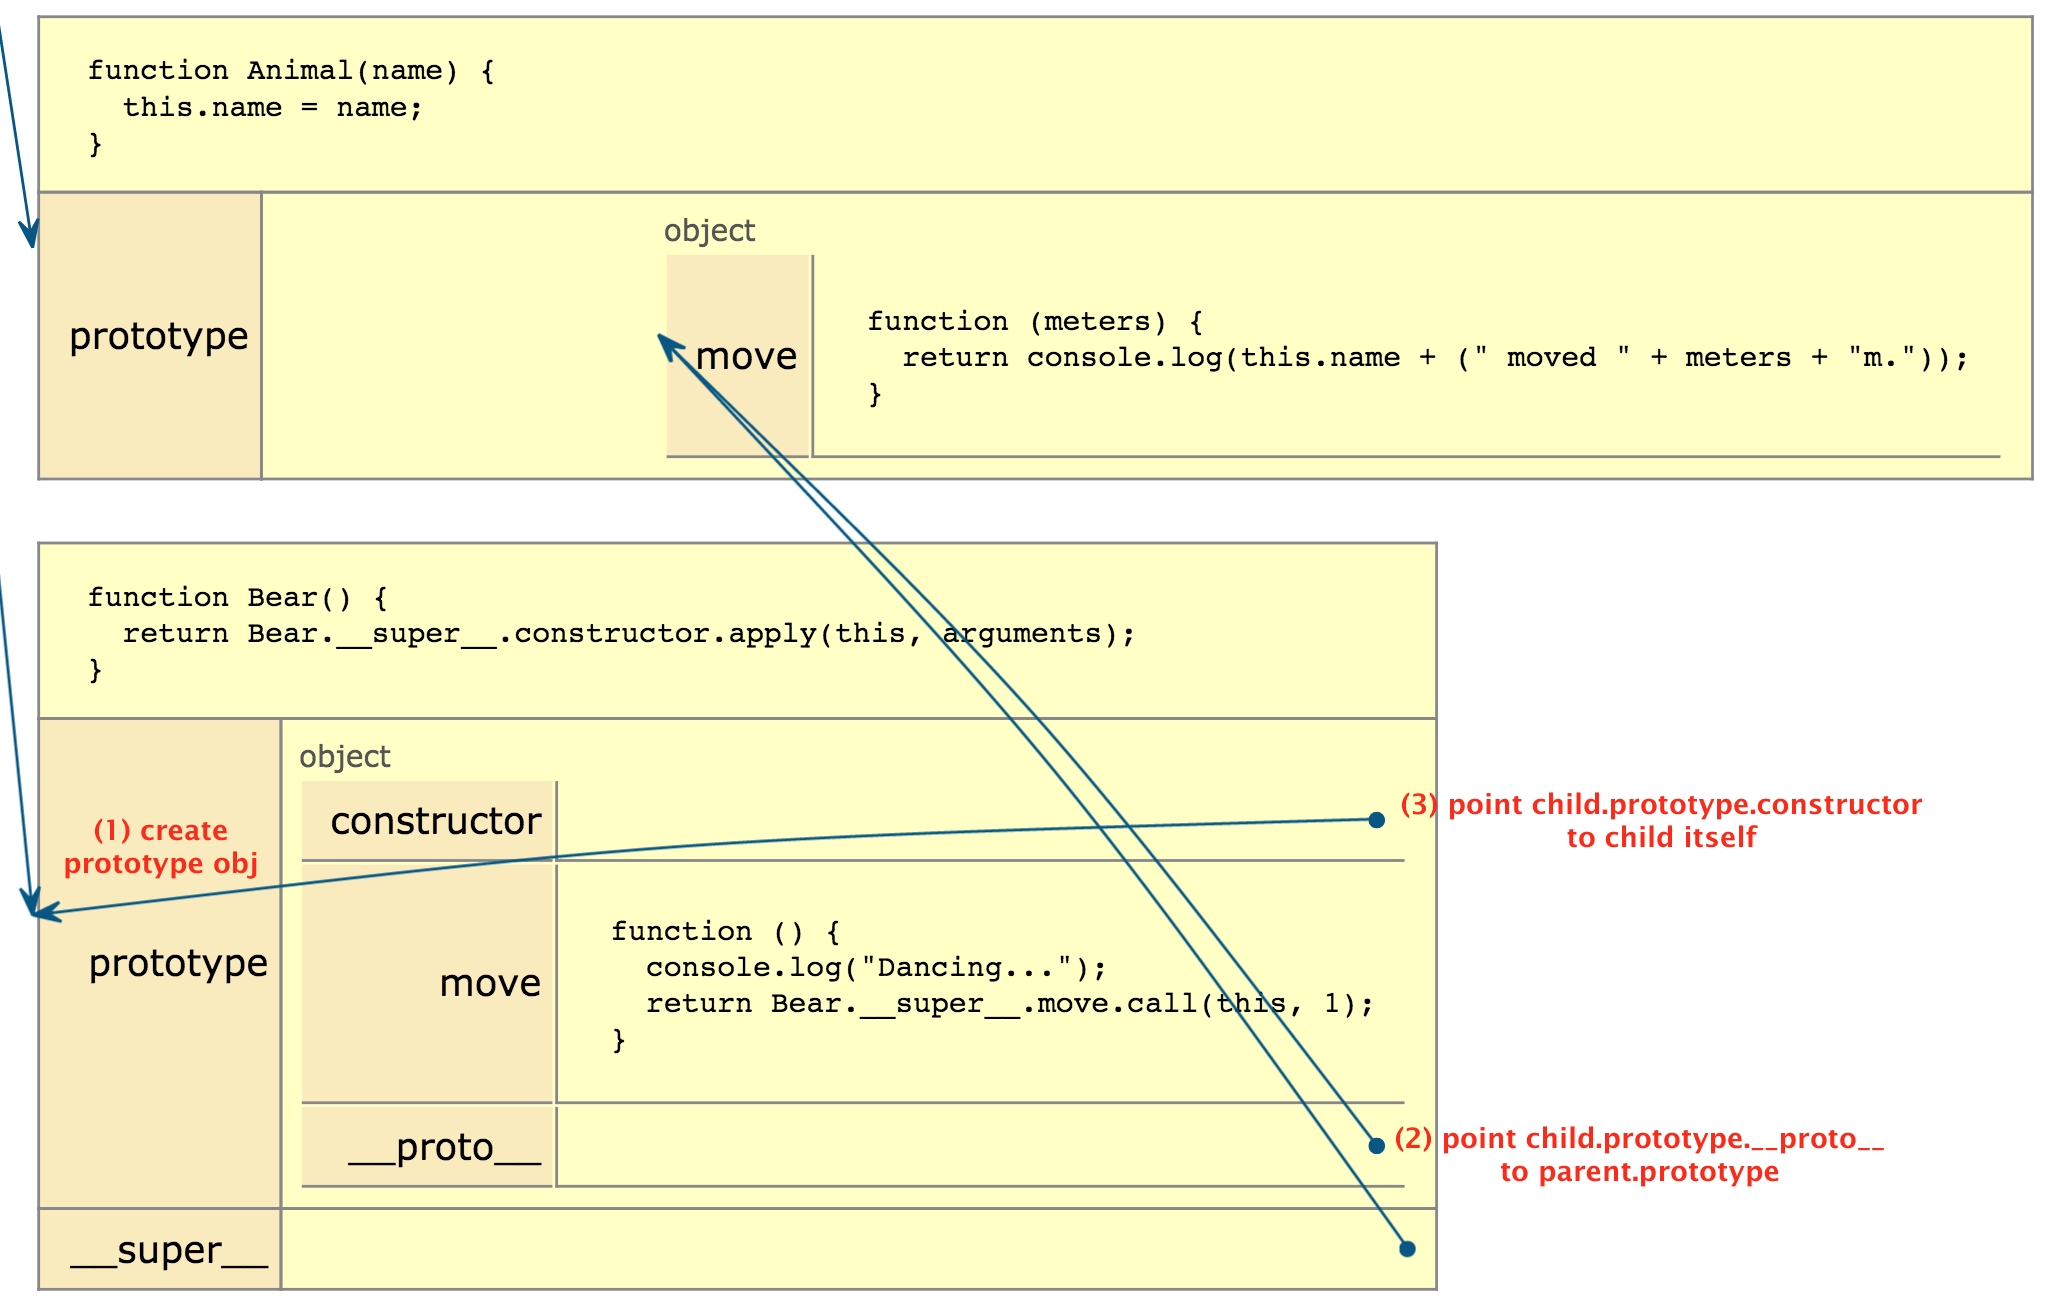 function Animal(name) {
  this.name = name;
}
prototype
object
move
function (meters) {
  return console.log(this.name + (" moved " + meters + "m."));
}
function Bear() {
  return Bear.__super__.constructor.apply(this, arguments);
}
(1) create
prototype obj
prototype
object
constructor
(3) point child.prototype.constructor
to child itself
move
function () {
  console.log("Dancing...");
  return Bear.__super__.move.call(this, 1);
}
__proto__
(2) point child.prototype.__proto__
to parent.prototype
__super__